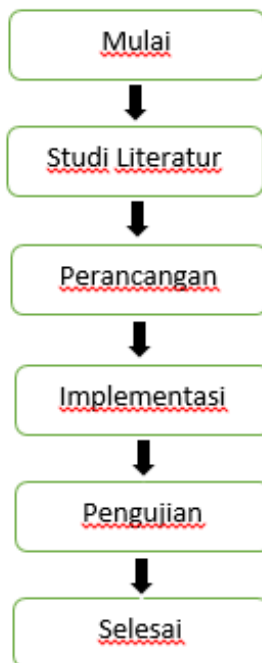 Mulai
Studi Literatur
Perancangan
Implementasi
Pengujian
Selesai